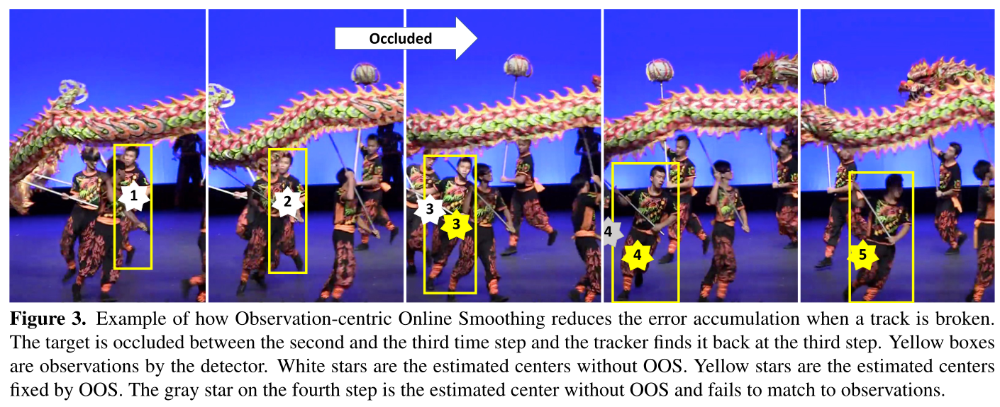 Occluded
1
2
3
3
4
4
5
Figure 3. Example of how Observation-centric Online Smoothing reduces the error accumulation when a track is broken.
The target is occluded between the second and the third time step and the tracker finds it back at the third step. Yellow boxes
are observations by the detector. White stars are the estimated centers without OOS. Yellow stars are the estimated centers
fixed by OOS. The gray star on the fourth step is the estimated center without OOS and fails to match to observations.